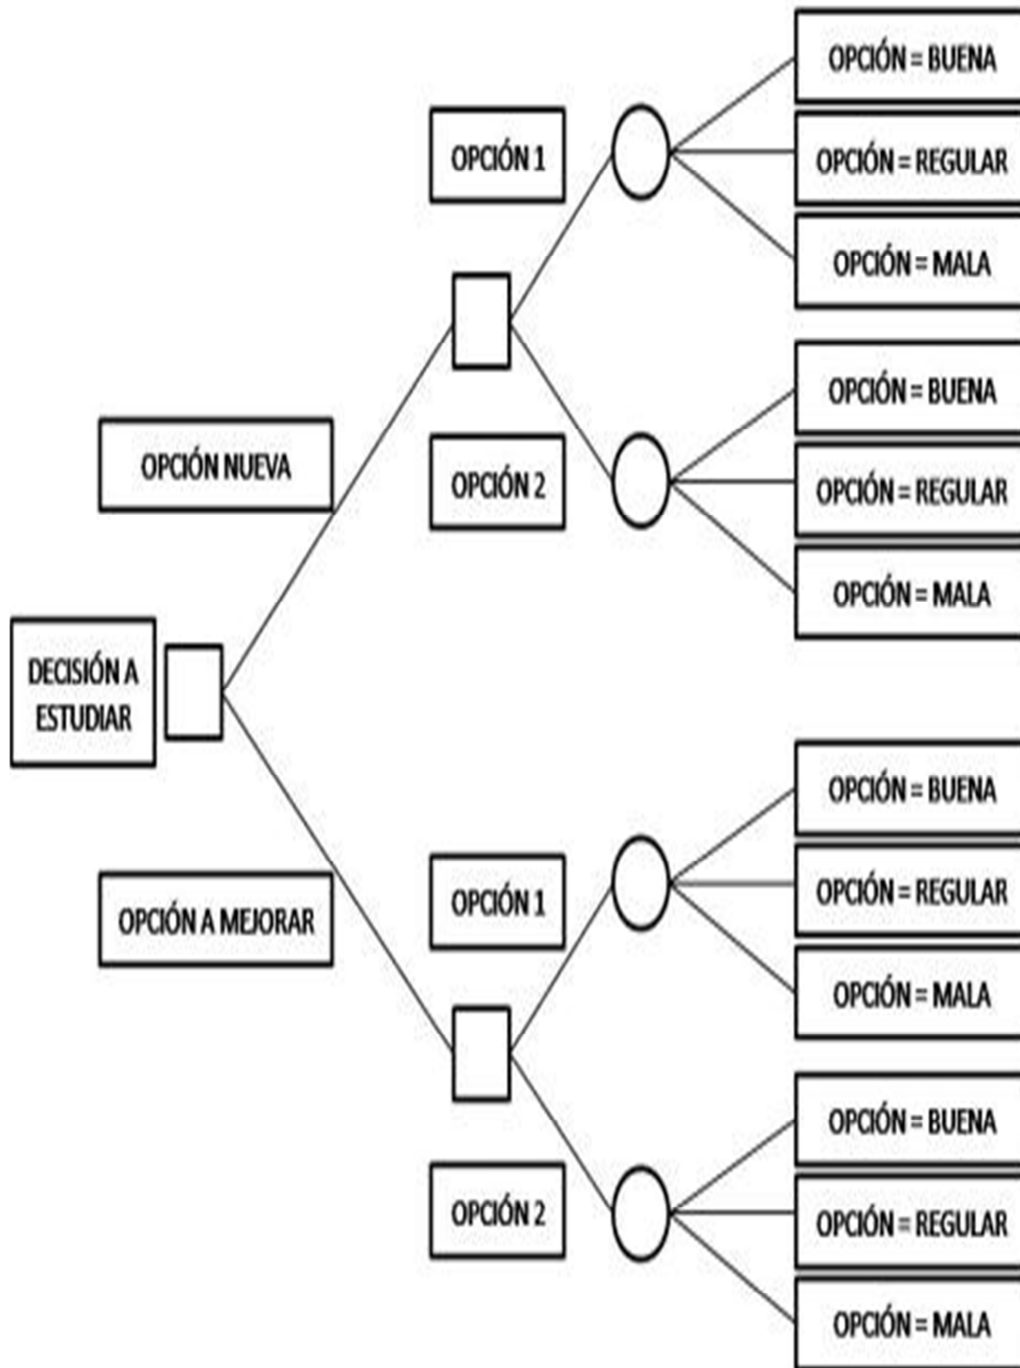 OPCIÓN = BUENA
OPCIÓN 1
OPCIÓN = REGULAR
OPCIÓN = MALA
OPCIÓN = BUENA
OPCIÓN NUEVA
OPCIÓN 2
OPCIÓN = REGULAR
OPCIÓN = MALA
DECISIÓN A
ESTUDIAR
OPCIÓN = BUENA
OPCIÓN A MEJORAR
OPCIÓN 1
OPCIÓN = REGULAR
OPCIÓN = MALA
OPCIÓN = BUENA
OPCIÓN 2
OPCIÓN = REGULAR
OPCIÓN = MALA